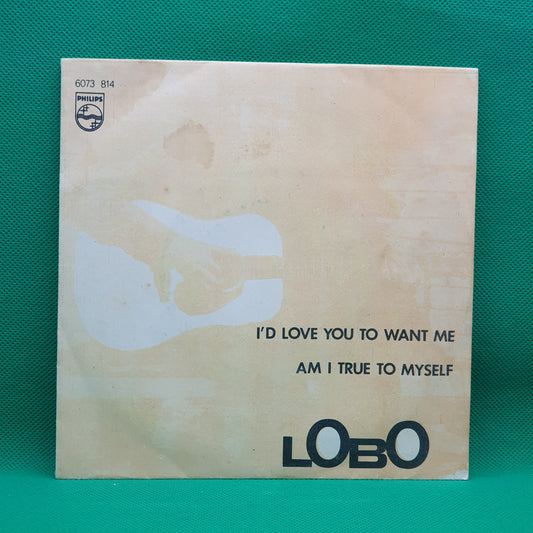 6073 814
PHILIPS
I'D LOVE YOU TO WANT ME
AM I TRUE TO MYSELF
LOBO